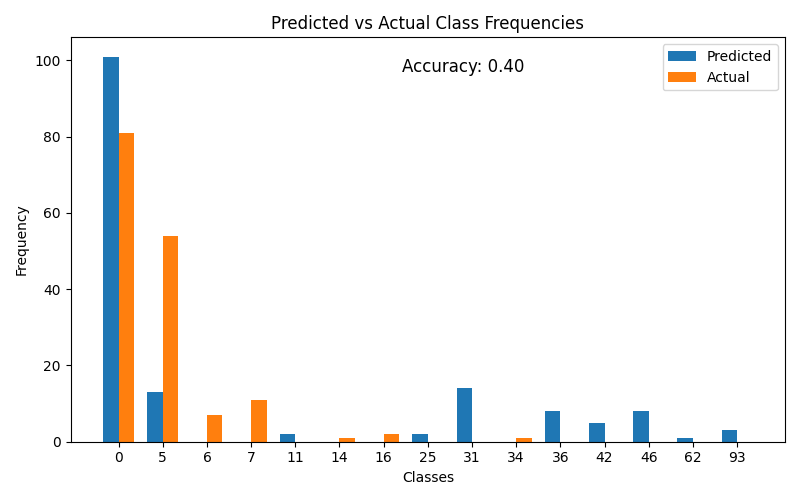 Predicted vs Actual Class Frequencies
Accuracy: 0.40
Predicted
Actual
Frequency
100
80
60
40
20
0
0 5 6 7 11 14 16 25 31 34 36 42 46 62 93
Classes